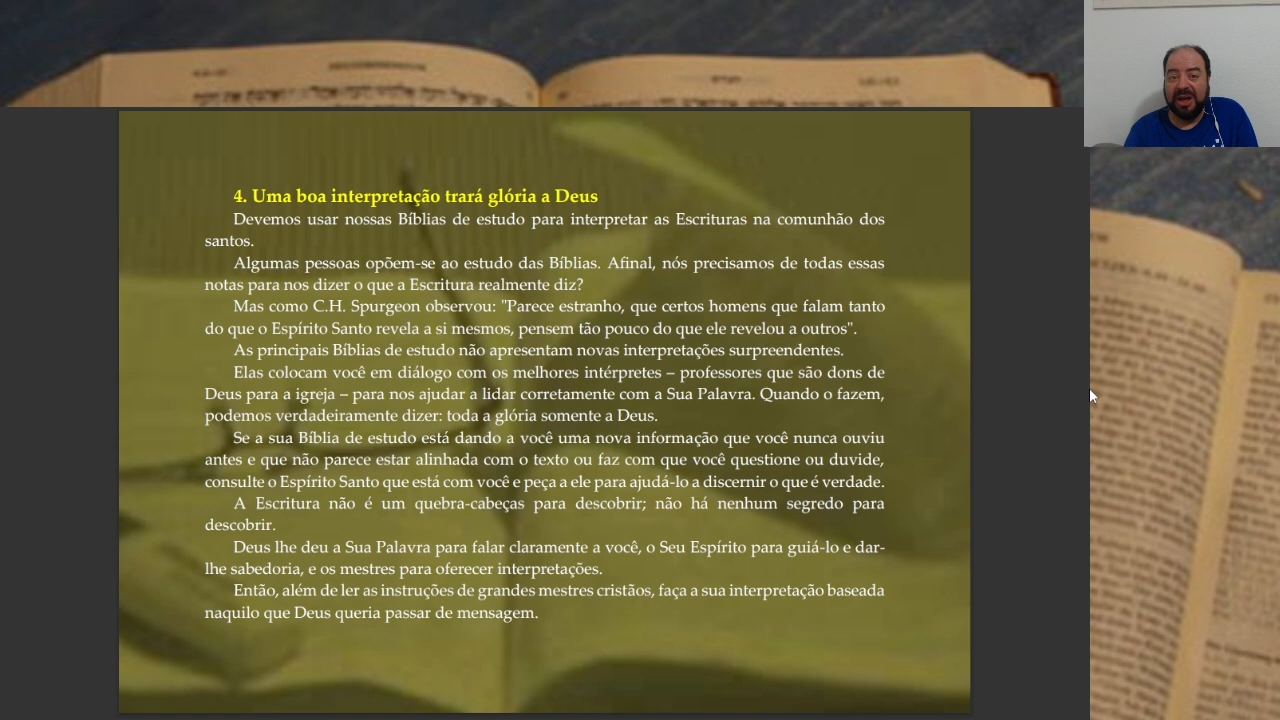 4. Uma boa interpretação trará glória a Deus
Devemos usar nossas Bíblias de estudo para interpretar as Escrituras na comunhão dos
santos.
Algumas pessoas opõem-se ao estudo das Bíblias. Afinal, nós precisamos de todas essas
notas para nos dizer o que a Escritura realmente diz?
Mas como C.H. Spurgeon observou: "Parece estranho, que certos homens que falam tanto
do que o Espírito Santo revela a si mesmos, pensem tão pouco do que ele revelou a outros".
As principais Bíblias de estudo não apresentam novas interpretações surpreendentes.
Elas colocam você em diálogo com os melhores intérpretes – professores que são dons de
Deus para a igreja – para nos ajudar a lidar corretamente com a Sua Palavra. Quando o fazem,
podemos verdadeiramente dizer: toda a glória somente a Deus.
Se a sua Bíblia de estudo está dando a você uma nova informação que você nunca ouviu
antes e que não parece estar alinhada com o texto ou faz com que você questione ou duvide,
consulte o Espírito Santo que está com você e peça a ele para ajudá-lo a discernir o que é verdade.
A Escritura não é um quebra-cabeças para descobrir; não há nenhum segredo para
descobrir.
Deus lhe deu a Sua Palavra para falar claramente a você, o Seu Espírito para guiá-lo e dar-
lhe sabedoria, e os mestres para oferecer interpretações.
Então, além de ler as instruções de grandes mestres cristãos, faça a sua interpretação baseada
naquilo que Deus queria passar de mensagem.